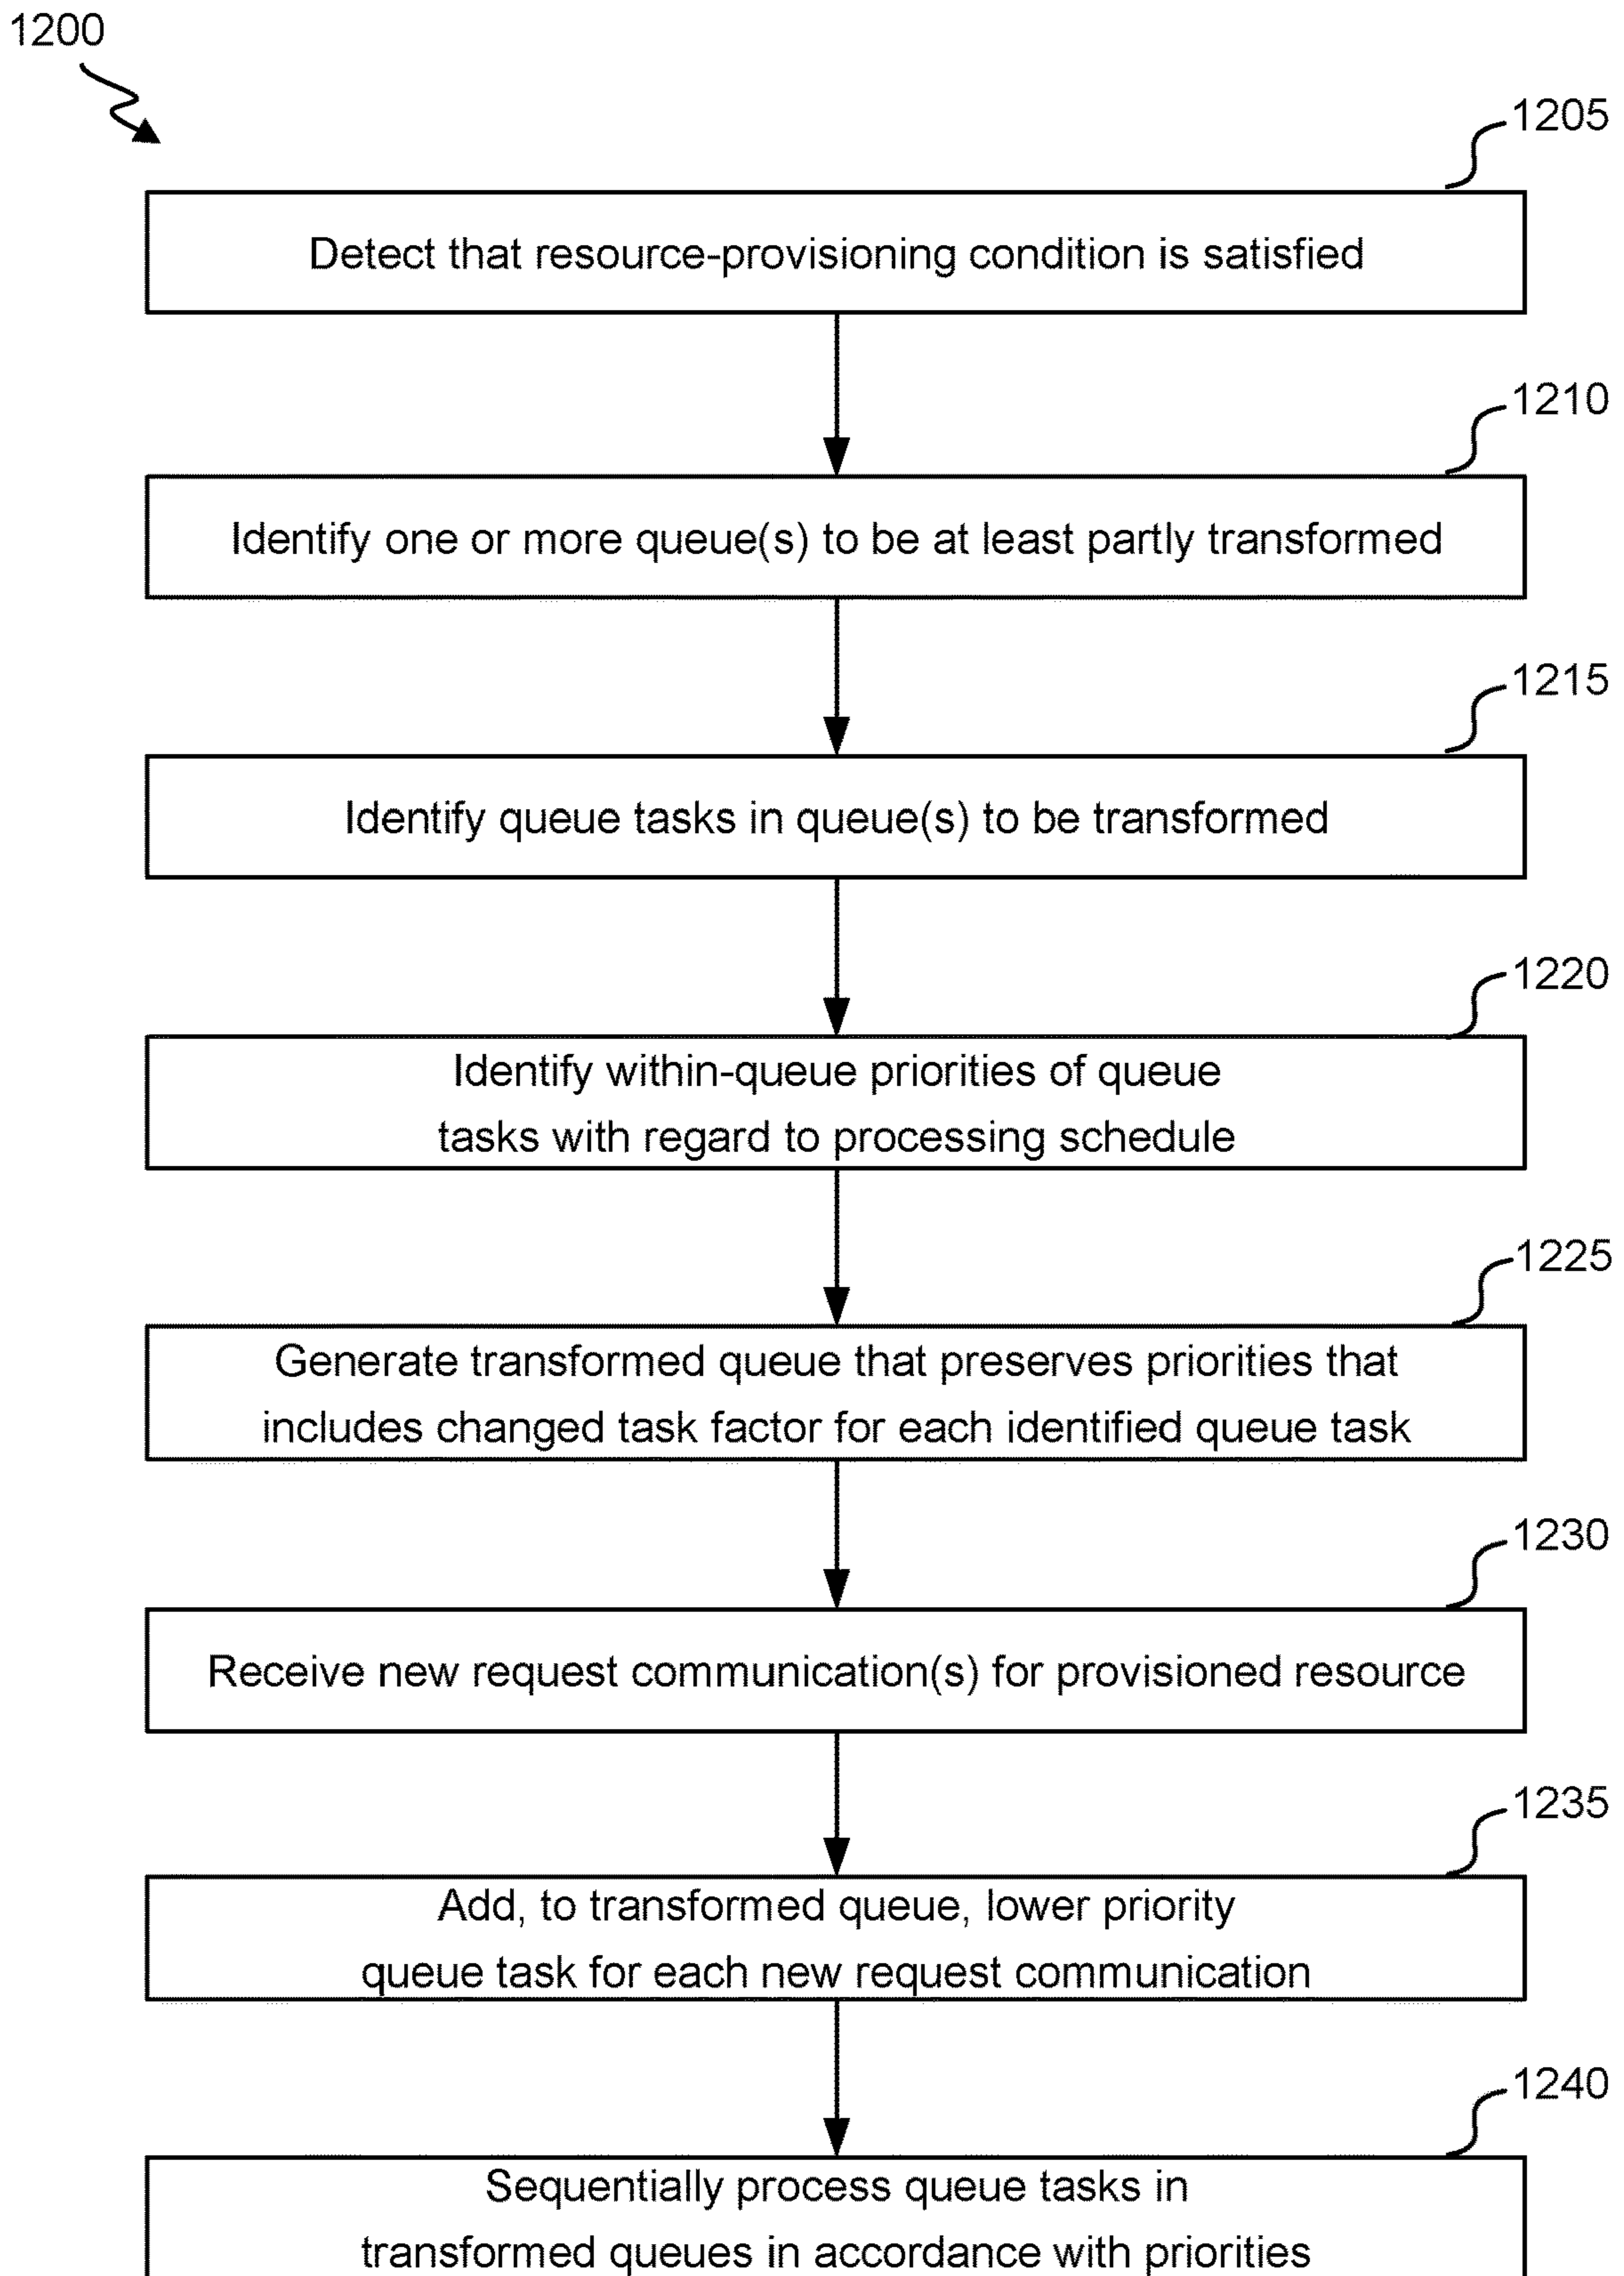 1200
1205
Detect that resource-provisioning condition is satisfied
1210
Identify one or more queue(s) to be at least partly transformed
1215
Identify queue tasks in queue(s) to be transformed
1220
Identify within-queue priorities of queue
tasks with regard to processing schedule
1225
Generate transformed queue that preserves priorities that
includes changed task factor for each identified queue task
1230
Receive new request communication(s) for provisioned resource
1235
Add, to transformed queue, lower priority
queue task for each new request communication
1240
Sequentially process queue tasks in
transformed queues in accordance with priorities